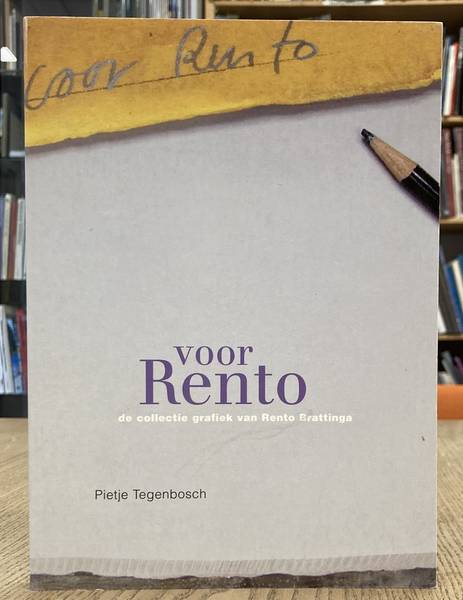 voor Rento
voor
Rento
de collectie grafiek van Rento Brattinga
Pietje Tegenbosch